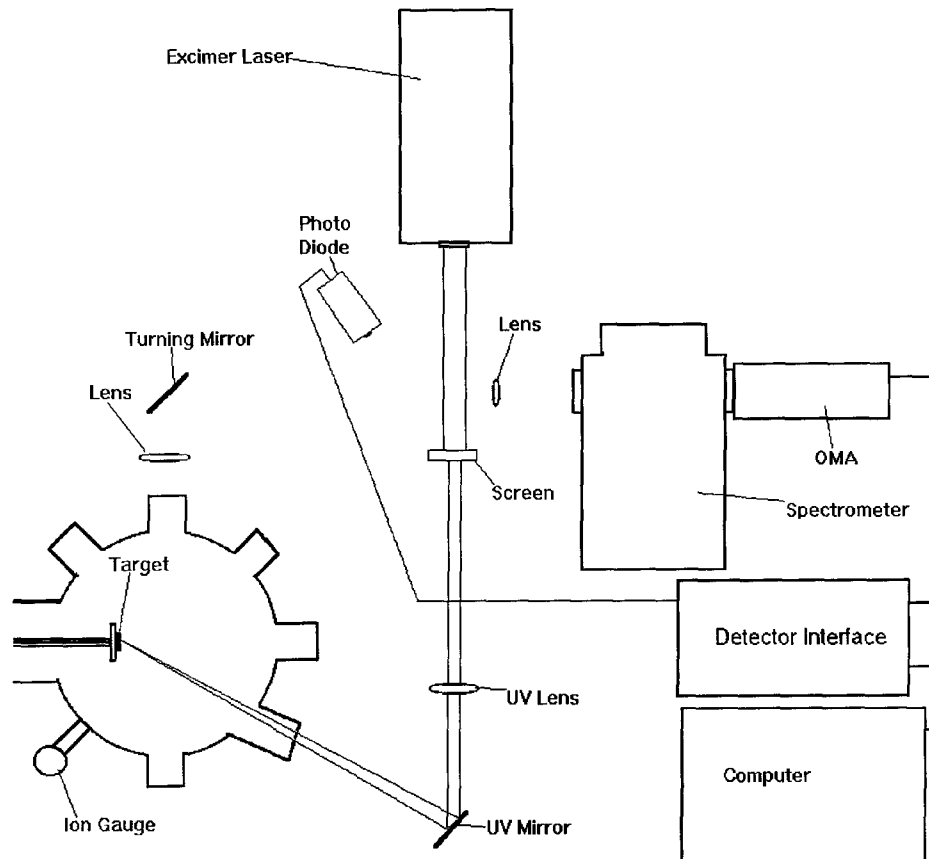 Excimer Laser
Photo
Diode
Lens
Turning Mirror
Lens
OMA
Screen
Spectrometer
Target
Detector Interface
UV Lens
Computer
Ion Gauge
UV Mirror